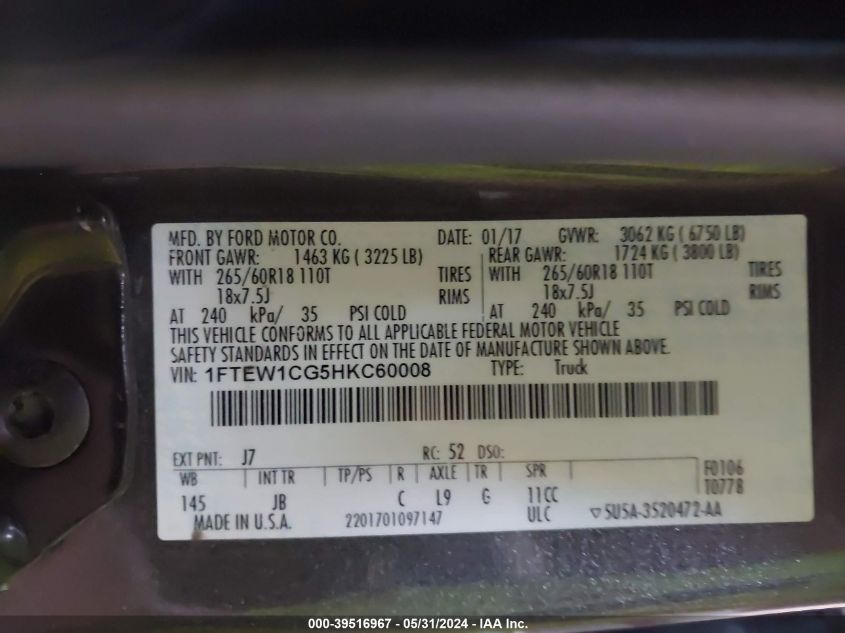 MFD. BY FORD MOTOR CO. DATE: 01/17 GVWR: 3062 KG ( 6750 LB)
FRONT GAWR: 1463 KG ( 3225 LB) REAR GAWR: 1724 KG ( 3800 LB)
WITH 265/60R18 110T TIRES WITH 265/60R18 110T TIRES
18x7.5J RIMS 18x7.5J RIMS
AT 240 kPa/ 35 PSI COLD AT 240 kPa/ 35 PSI COLD
THIS VEHICLE CONFORMS TO ALL APPLICABLE FEDERAL MOTOR VEHICLE
SAFETY STANDARDS IN EFFECT ON THE DATE OF MANUFACTURE SHOWN ABOVE.
VIN: 1FTEW1CG5HKC60008 TYPE: Truck
EXT PNT: J7 RC: 52 DSO:
WB INT TR TP/PS R AXLE TR SPR F0106
145 JB C L9 G 11CC T0778
MADE IN U.S.A. 2201701097147 ULC ▽5U5A-3520472-AA
000-39516967 - 05/31/2024 - IAA Inc.